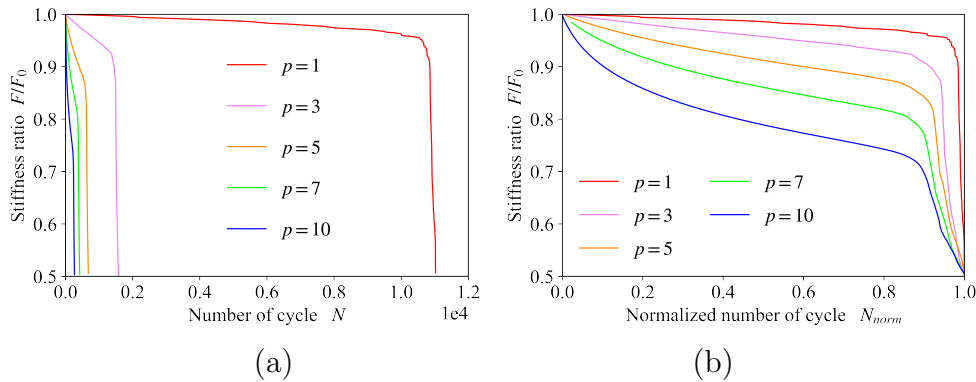 1.0
0.9
0.8
0.7
0.6
0.5
Stiffness ratio F/F₀
0.0 0.2 0.4 0.6 0.8 1.0 1.2
1e4
Number of cycle N
p = 1
p = 3
p = 5
p = 7
p = 10
(a)
1.0
0.9
0.8
0.7
0.6
0.5
Stiffness ratio F/F₀
0.0 0.2 0.4 0.6 0.8 1.0
Normalized number of cycle Nₙₒᵣₘ
p = 1
p = 3
p = 5
p = 7
p = 10
(b)